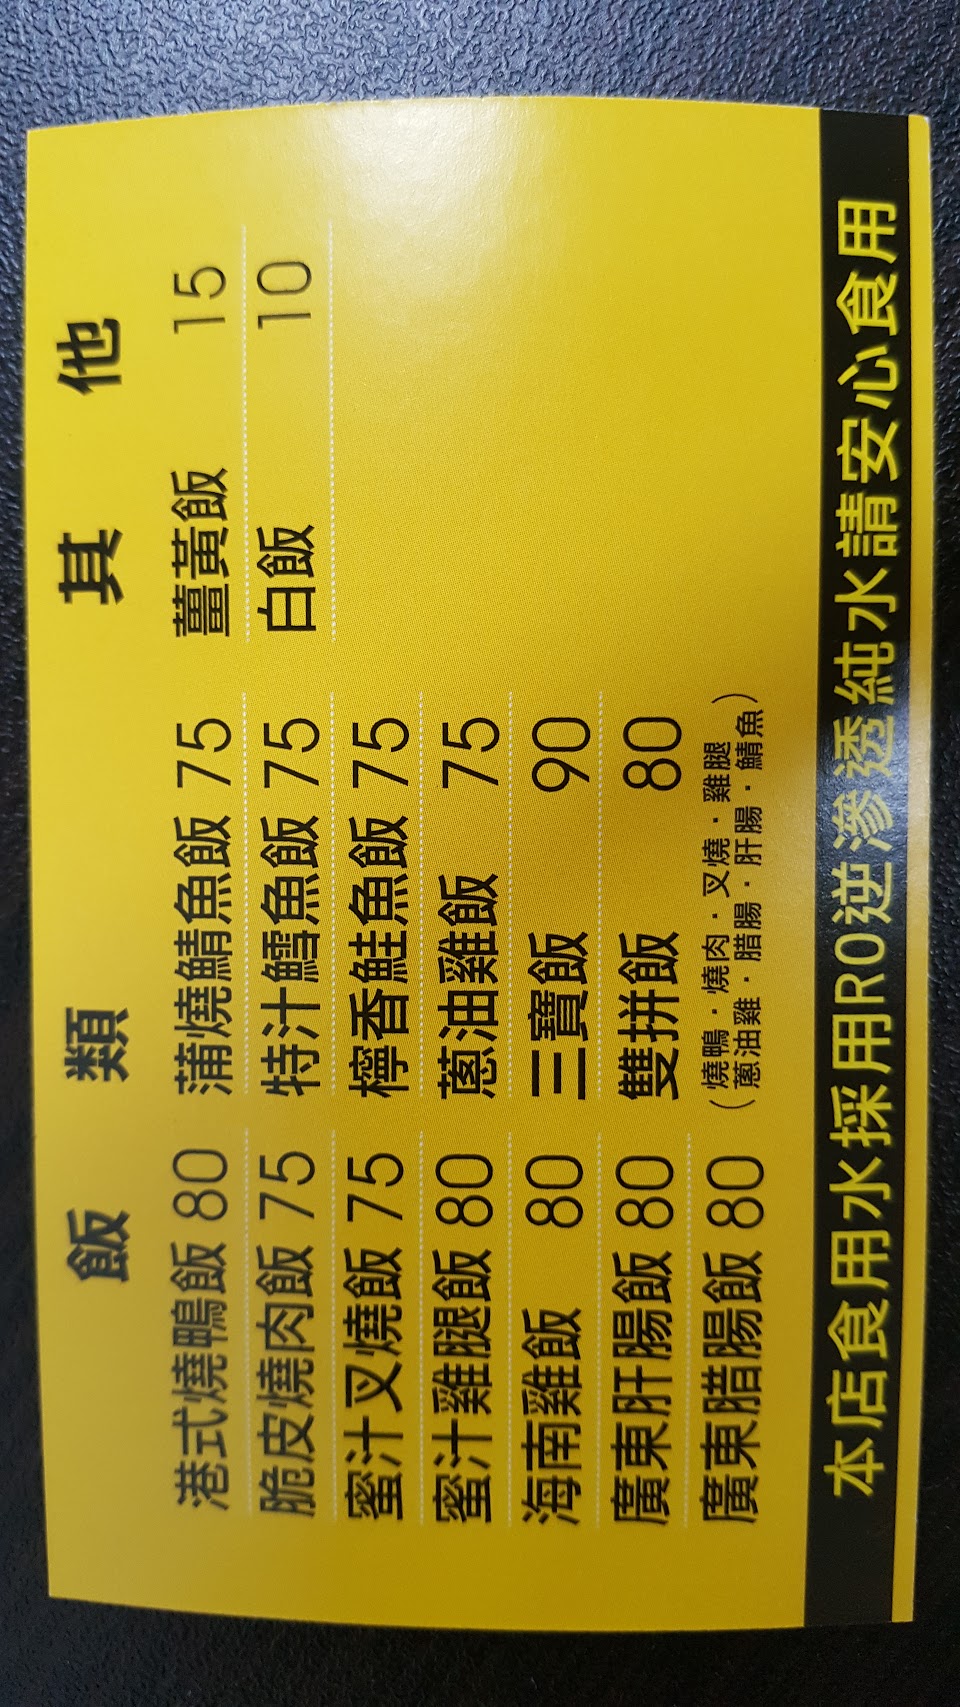 飯 類
港式燒鴨飯 80
脆皮燒肉飯 75
蜜汁叉燒飯 75
蜜汁雞腿飯 80
海南雞飯 80
廣東肝腸飯 80
廣東腊腸飯 80
蒲燒鯖魚飯 75
特汁鱈魚飯 75
檸香鮭魚飯 75
蔥油雞飯 75
三寶飯 90
雙拼飯 80
(燒鴨・燒肉・叉燒・雞腿
蔥油雞・腊腸・肝腸・鯖魚)
其 他
薑黃飯 15
白飯 10
本店食用水採用RO逆滲透純水請安心食用